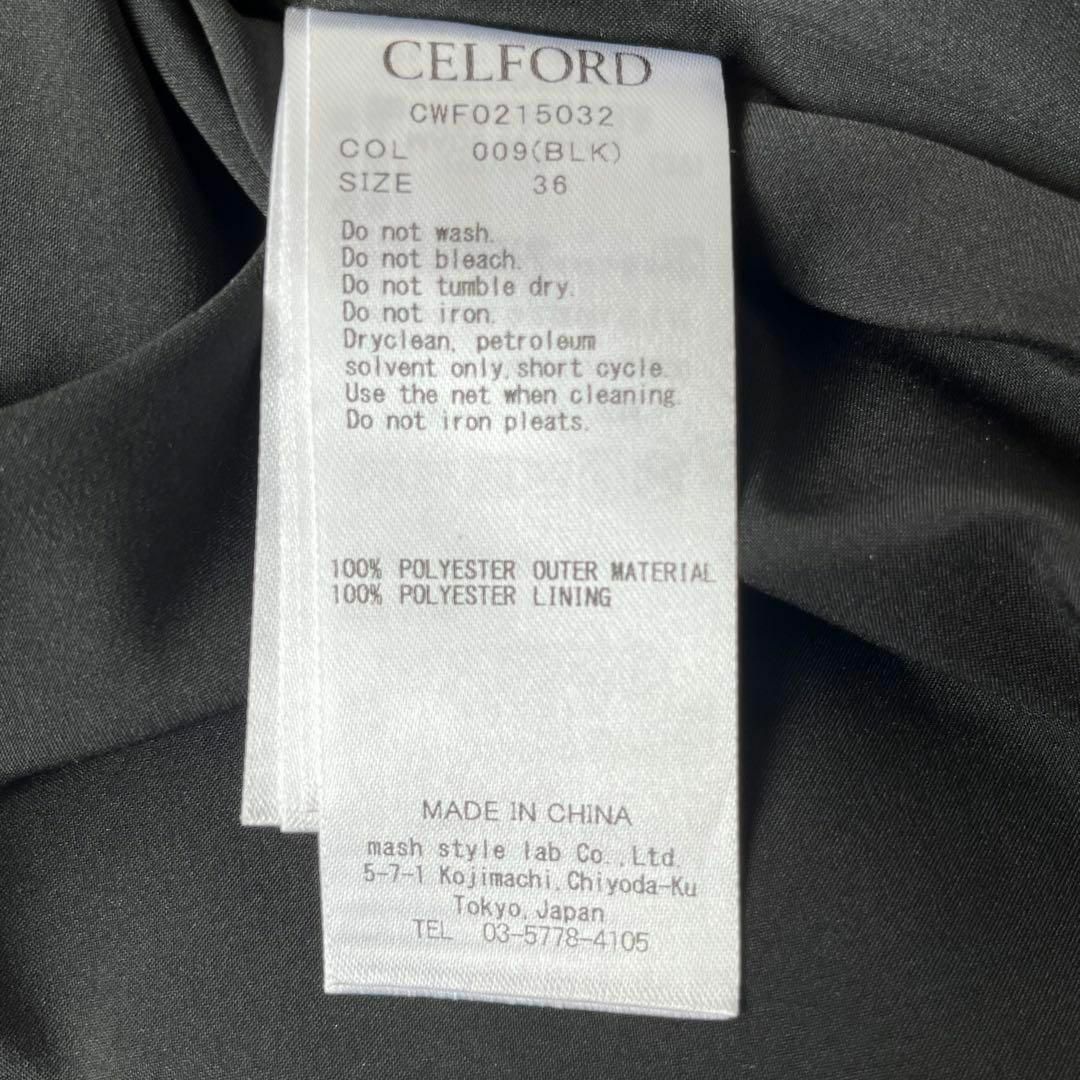 CELFORD
CWFO215032
COL 009(BLK)
SIZE 36
Do not wash.
Do not bleach.
Do not tumble dry.
Do not iron.
Dryclean, petroleum
solvent only,short cycle.
Use the net when cleaning.
Do not iron pleats.
100% POLYESTER OUTER MATERIAL
100% POLYESTER LINING
MADE IN CHINA
mash style lab Co.,Ltd.
5-7-1 Kojimachi,Chiyoda-Ku
Tokyo,Japan
TEL 03-5778-4105